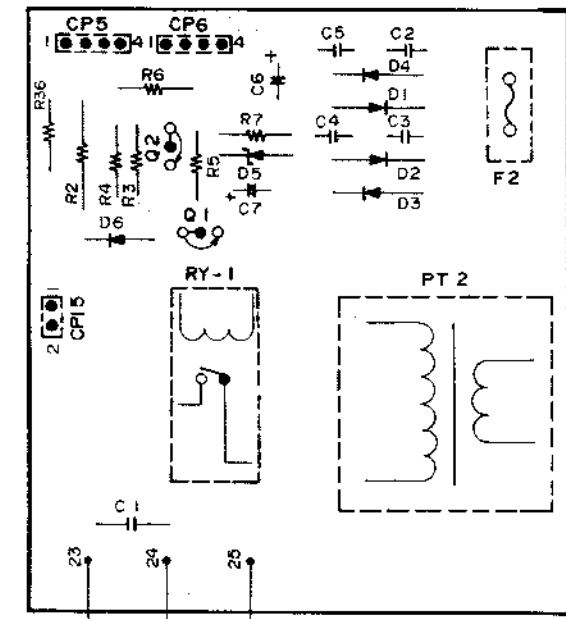 CP5 CP6
1 4 1 4
C5 C2
R6
C6
D4
D1
R36
R2
R4
R3
Q2
R5
R7
C4 C3
D5
D2
C7
D3
F2
D6
Q1
RY-1
PT 2
1
CP15
2
C1
23
24
25